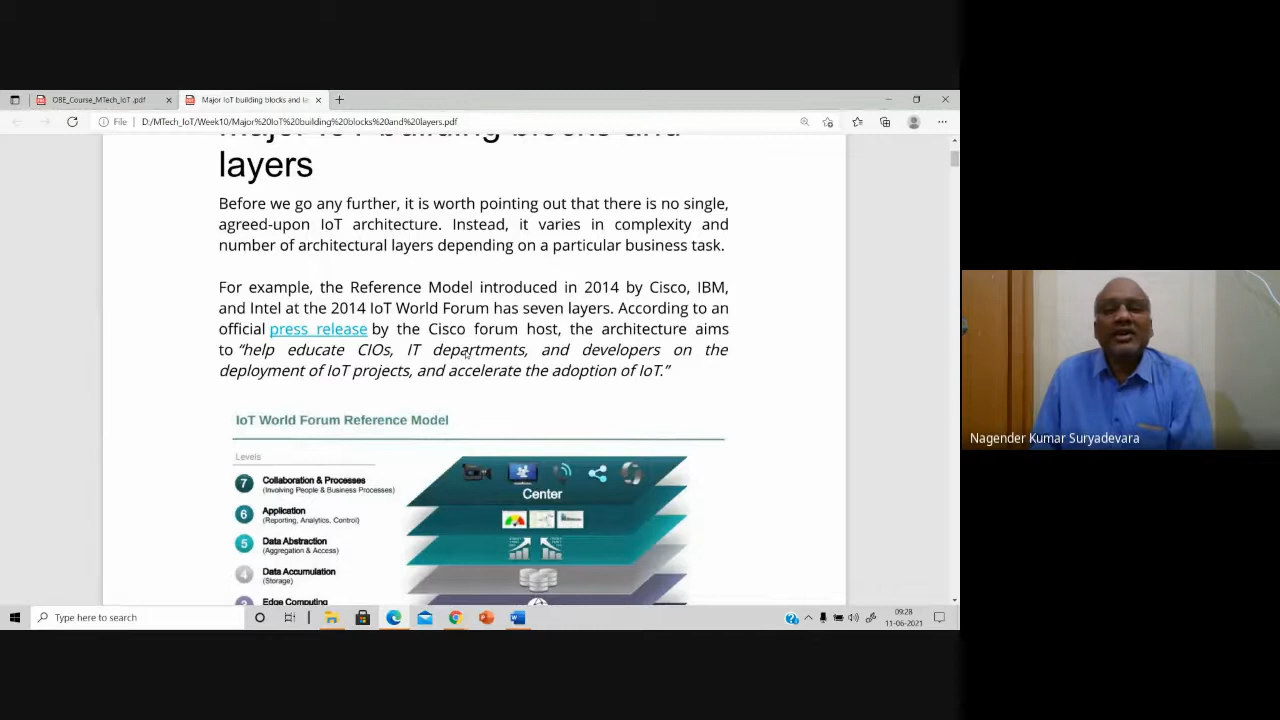 OBE_Course_MTech_IoT .pdf
Major IoT building blocks and la
File
D:/MTech_IoT/Week10/Major%20IoT%20building%20blocks%20and%20layers.pdf
Major IoT building blocks and
layers
Before we go any further, it is worth pointing out that there is no single,
agreed-upon IoT architecture. Instead, it varies in complexity and
number of architectural layers depending on a particular business task.
For example, the Reference Model introduced in 2014 by Cisco, IBM,
and Intel at the 2014 IoT World Forum has seven layers. According to an
official press release by the Cisco forum host, the architecture aims
to “help educate CIOs, IT departments, and developers on the
deployment of IoT projects, and accelerate the adoption of IoT.”
IoT World Forum Reference Model
Levels
7 Collaboration & Processes
(Involving People & Business Processes)
6 Application
(Reporting, Analytics, Control)
5 Data Abstraction
(Aggregation & Access)
4 Data Accumulation
(Storage)
3 Edge Computing
Center
Nagender Kumar Suryadevara
Type here to search
09:28
11-06-2021